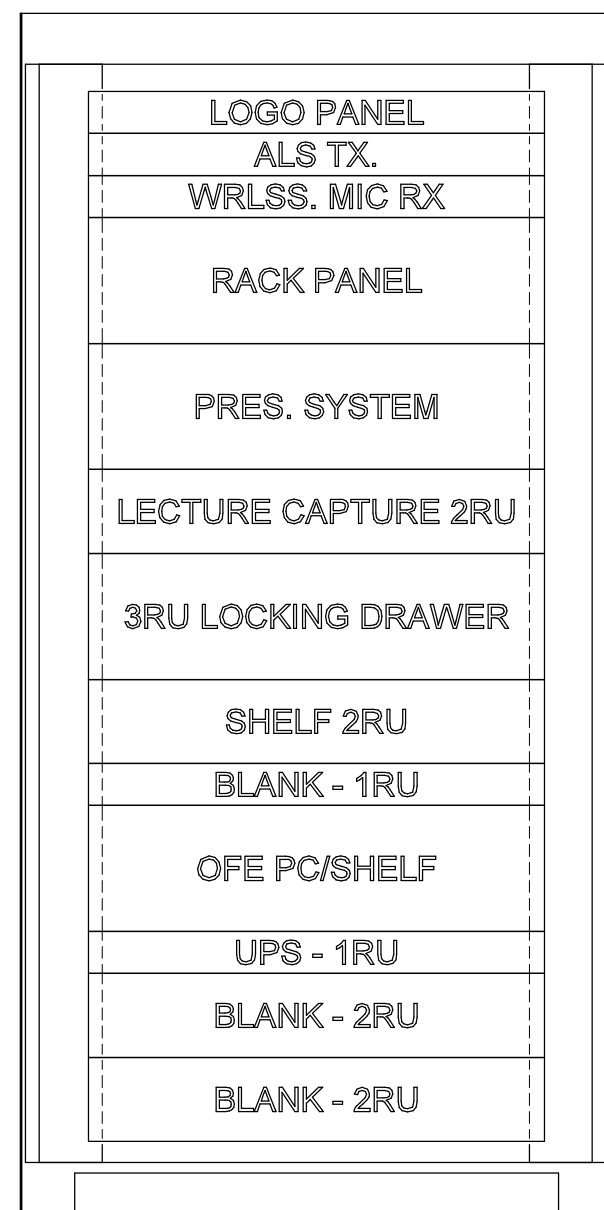 LOGO PANEL
ALS TX.
WRLSS. MIC RX
RACK PANEL
PRES. SYSTEM
LECTURE CAPTURE 2RU
3RU LOCKING DRAWER
SHELF 2RU
BLANK - 1RU
OFE PC/SHELF
UPS - 1RU
BLANK - 2RU
BLANK - 2RU